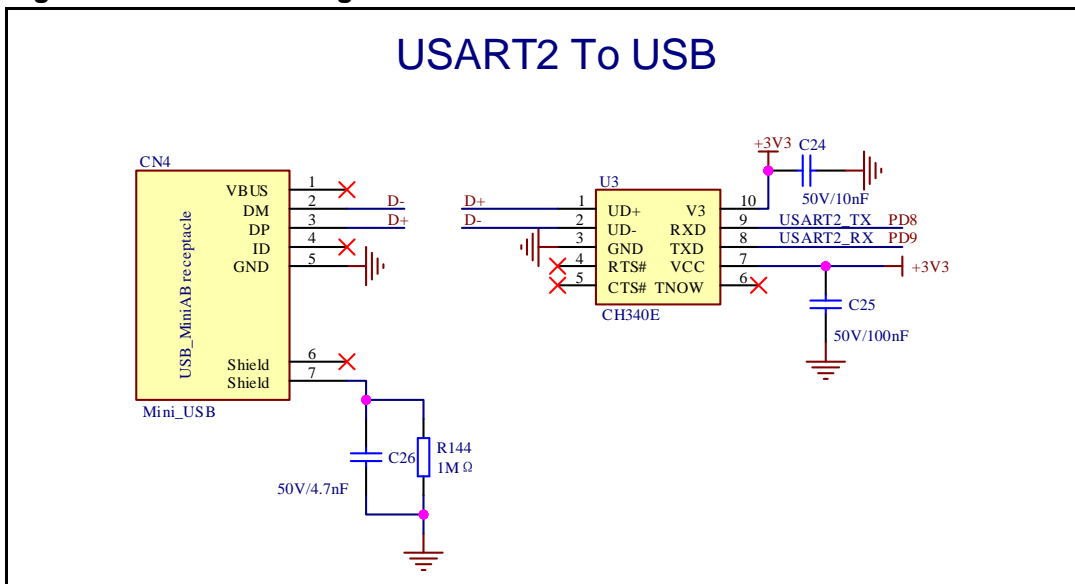 USART2 To USB
CN4
USB_MiniAB receptacle
VBUS 1
DM 2 D-
DP 3 D+
ID 4
GND 5
Shield 6
Shield 7
Mini_USB
C26
50V/4.7nF
R144
1M Ω
U3
D+ 1 UD+
D- 2 UD-
3 GND
4 RTS#
5 CTS#
V3 10
RXD 9 USART2_TX PD8
TXD 8 USART2_RX PD9
VCC 7 +3V3
TNOW 6
CH340E
+3V3
C24
50V/10nF
C25
50V/100nF